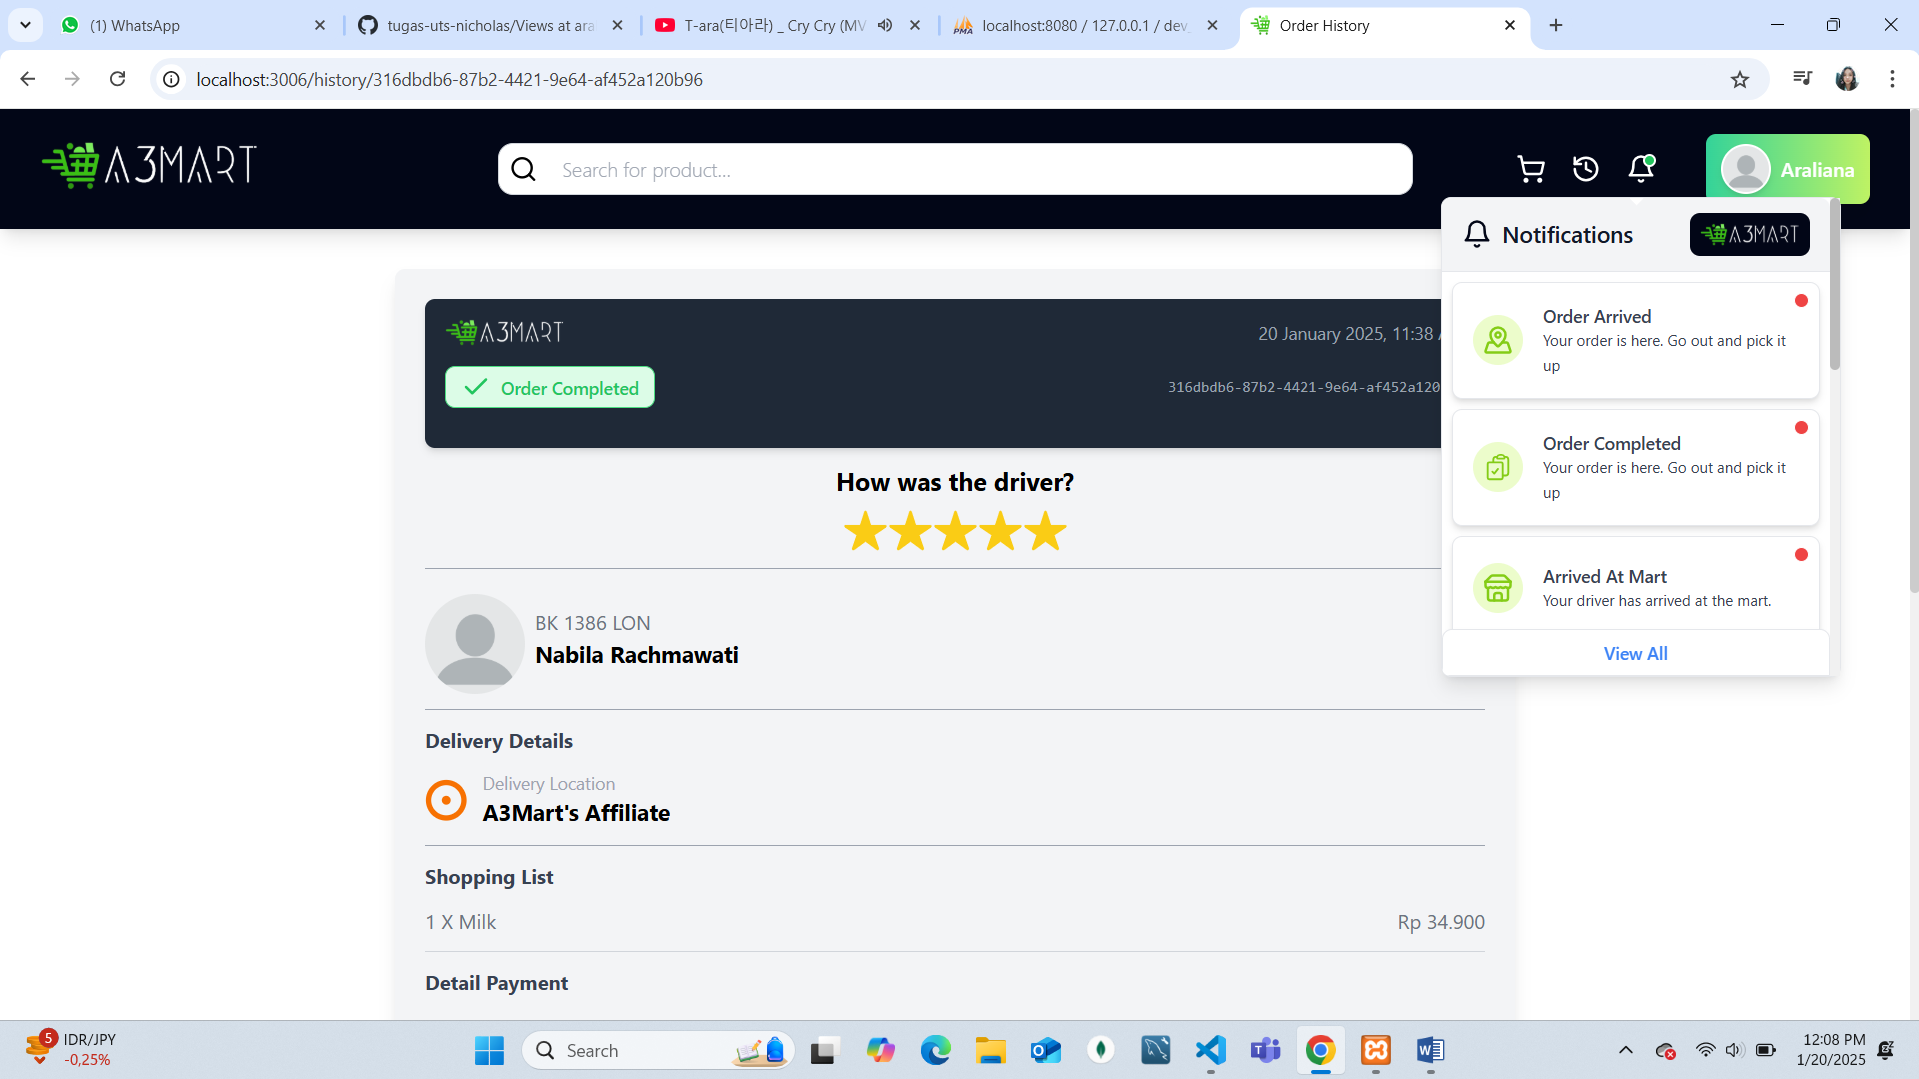 (1) WhatsApp
tugas-uts-nicholas/Views at ara
T-ara(티아라) _ Cry Cry (MV
localhost:8080 / 127.0.0.1 / dev_
Order History
localhost:3006/history/316dbdb6-87b2-4421-9e64-af452a120b96
A3MART
Search for product...
Araliana
Notifications
A3MART
Order Arrived
Your order is here. Go out and pick it
up
Order Completed
Your order is here. Go out and pick it
up
Arrived At Mart
Your driver has arrived at the mart.
View All
A3MART
20 January 2025, 11:38
Order Completed
316dbdb6-87b2-4421-9e64-af452a120
How was the driver?
BK 1386 LON
Nabila Rachmawati
Delivery Details
Delivery Location
A3Mart's Affiliate
Shopping List
1 X Milk
Rp 34.900
Detail Payment
5
IDR/JPY
-0,25%
Search
12:08 PM
1/20/2025